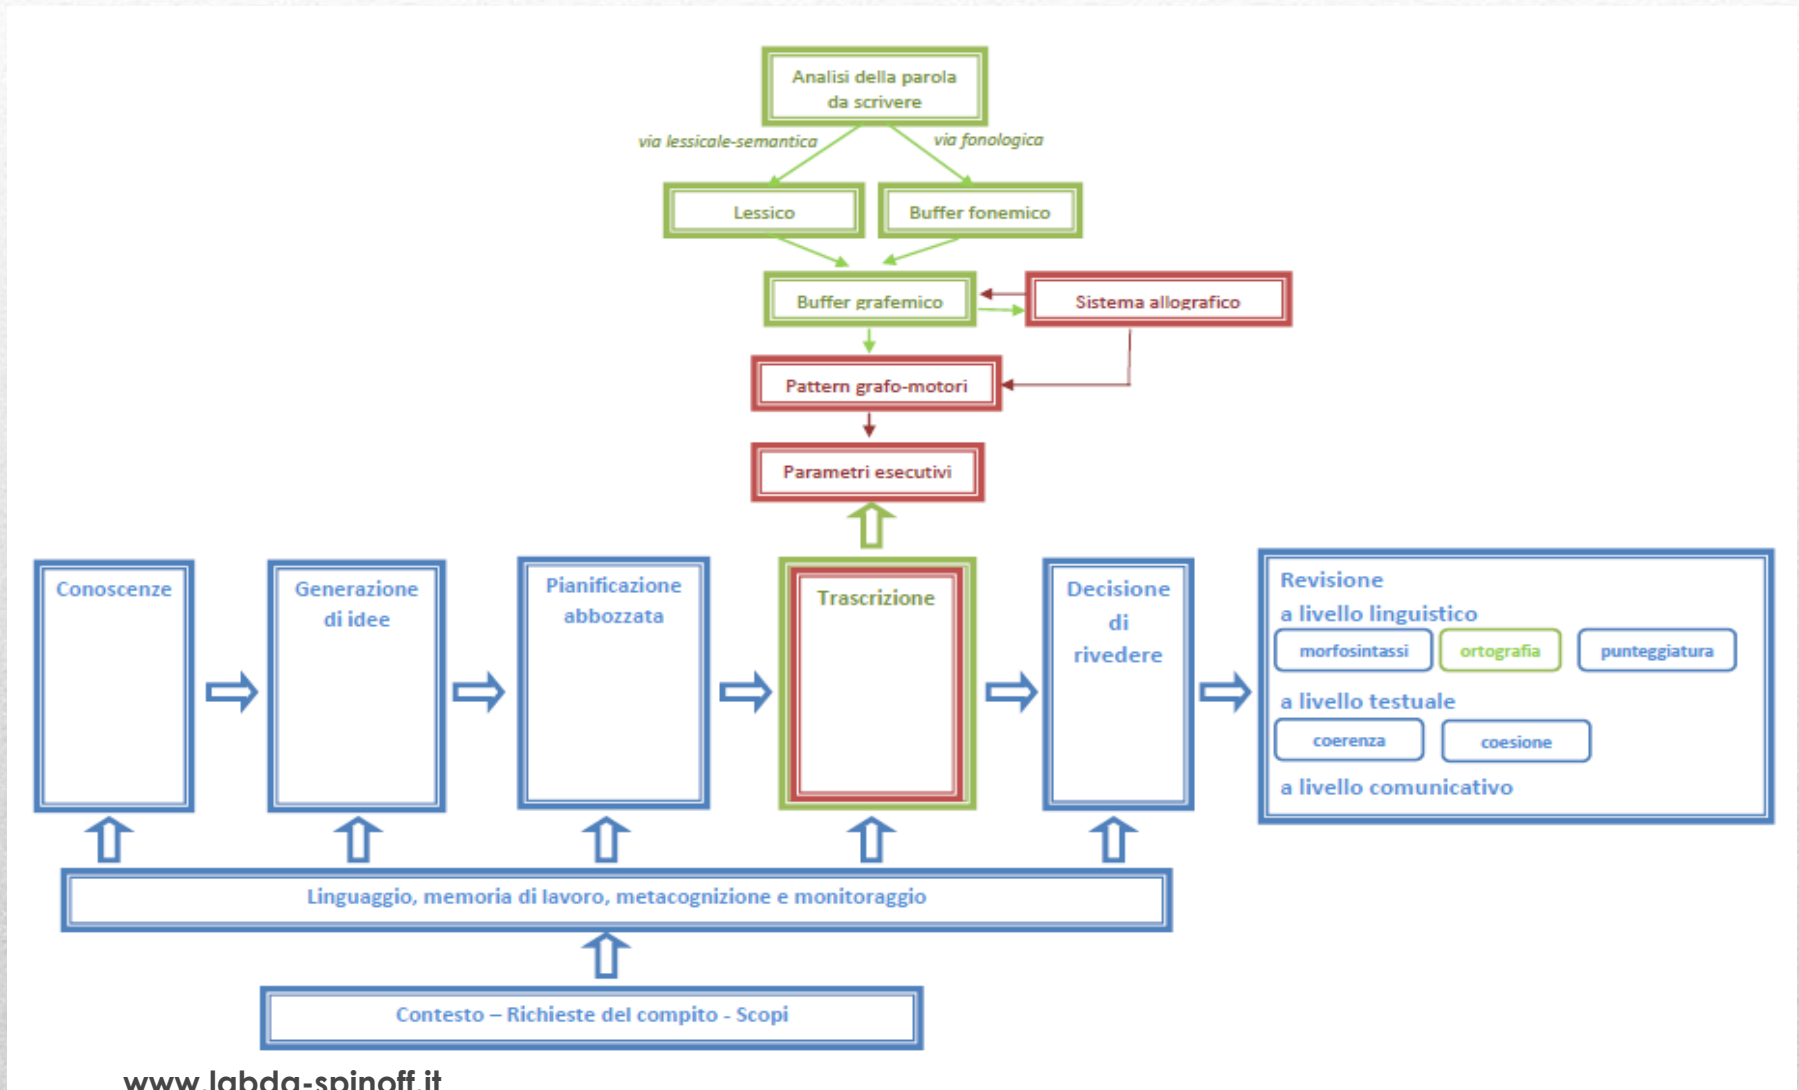 Analisi della parola
da scrivere
via lessicale-semantica
via fonologica
Lessico
Buffer fonemico
Buffer grafemico
Sistema allografico
Pattern grafo-motori
Parametri esecutivi
Conoscenze
Generazione
di idee
Pianificazione
abbozzata
Trascrizione
Decisione
di
rivedere
Revisione
a livello linguistico
morfosintassi
ortografia
punteggiatura
a livello testuale
coerenza
coesione
a livello comunicativo
Linguaggio, memoria di lavoro, metacognizione e monitoraggio
Contesto – Richieste del compito - Scopi
www.labda-spinoff.it